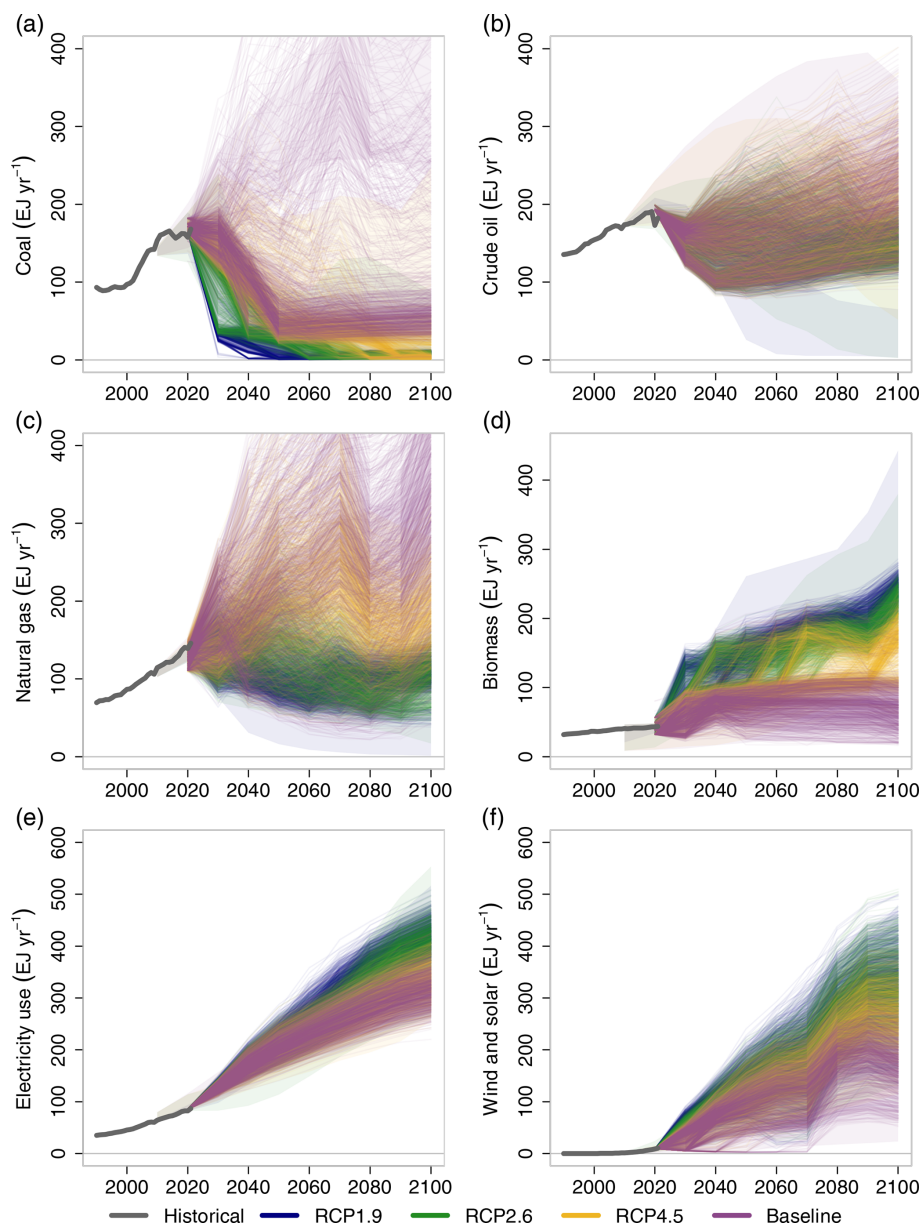 (a)
Coal (EJ yr⁻¹)
400
300
200
100
0
2000 2020 2040 2060 2080 2100
(b)
Crude oil (EJ yr⁻¹)
400
300
200
100
0
2000 2020 2040 2060 2080 2100
(c)
Natural gas (EJ yr⁻¹)
400
300
200
100
0
2000 2020 2040 2060 2080 2100
(d)
Biomass (EJ yr⁻¹)
400
300
200
100
0
2000 2020 2040 2060 2080 2100
(e)
Electricity use (EJ yr⁻¹)
600
500
400
300
200
100
0
2000 2020 2040 2060 2080 2100
(f)
Wind and solar (EJ yr⁻¹)
600
500
400
300
200
100
0
2000 2020 2040 2060 2080 2100
Historical RCP1.9 RCP2.6 RCP4.5 Baseline